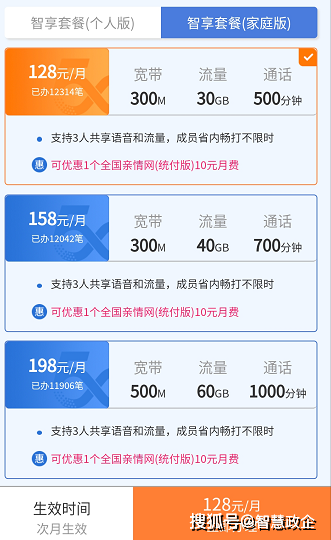 智享套餐(个人版) 智享套餐(家庭版)
128元/月 宽带 流量 通话
已办12314笔 300M 30GB 500分钟
支持3人共享语音和流量，成员省内畅打不限时
惠 可优惠1个全国亲情网(统付版)10元月费
158元/月 宽带 流量 通话
已办12042笔 300M 40GB 700分钟
支持3人共享语音和流量，成员省内畅打不限时
惠 可优惠1个全国亲情网(统付版)10元月费
198元/月 宽带 流量 通话
已办11906笔 500M 60GB 1000分钟
支持3人共享语音和流量，成员省内畅打不限时
惠 可优惠1个全国亲情网(统付版)10元月费
生效时间 128元/月
次月生效
搜狐号@智慧政企